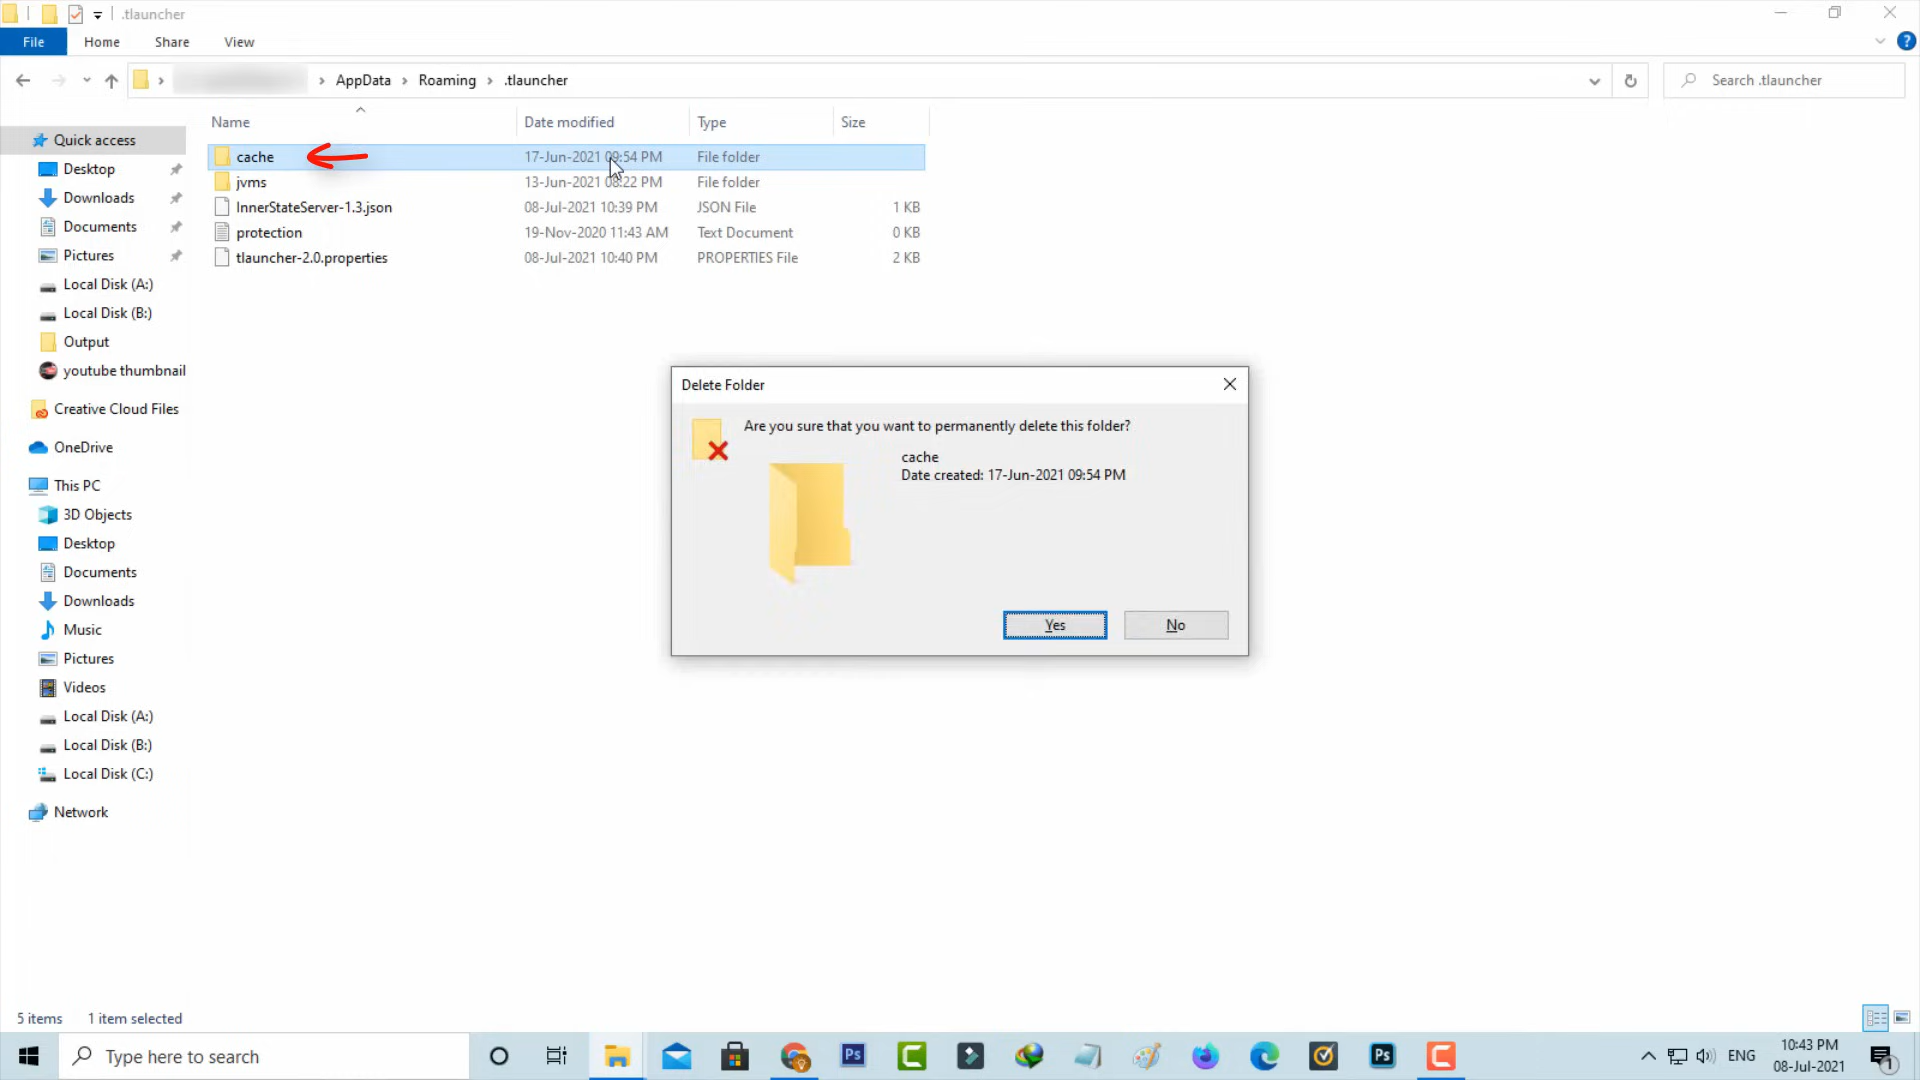 .tlauncher
File
Home
Share
View
AppData
Roaming
.tlauncher
Search .tlauncher
Name
Date modified
Type
Size
Quick access
Desktop
Downloads
Documents
Pictures
Local Disk (A:)
Local Disk (B:)
Output
youtube thumbnail
Creative Cloud Files
OneDrive
This PC
3D Objects
Desktop
Documents
Downloads
Music
Pictures
Videos
Local Disk (A:)
Local Disk (B:)
Local Disk (C:)
Network
cache 17-Jun-2021 09:54 PM File folder
jvms 13-Jun-2021 08:22 PM File folder
InnerStateServer-1.3.json 08-Jul-2021 10:39 PM JSON File 1 KB
protection 19-Nov-2020 11:43 AM Text Document 0 KB
tlauncher-2.0.properties 08-Jul-2021 10:40 PM PROPERTIES File 2 KB
Delete Folder
Are you sure that you want to permanently delete this folder?
cache
Date created: 17-Jun-2021 09:54 PM
Yes
No
5 items
1 item selected
Type here to search
Ps
Ps
ENG
10:43 PM
08-Jul-2021
1